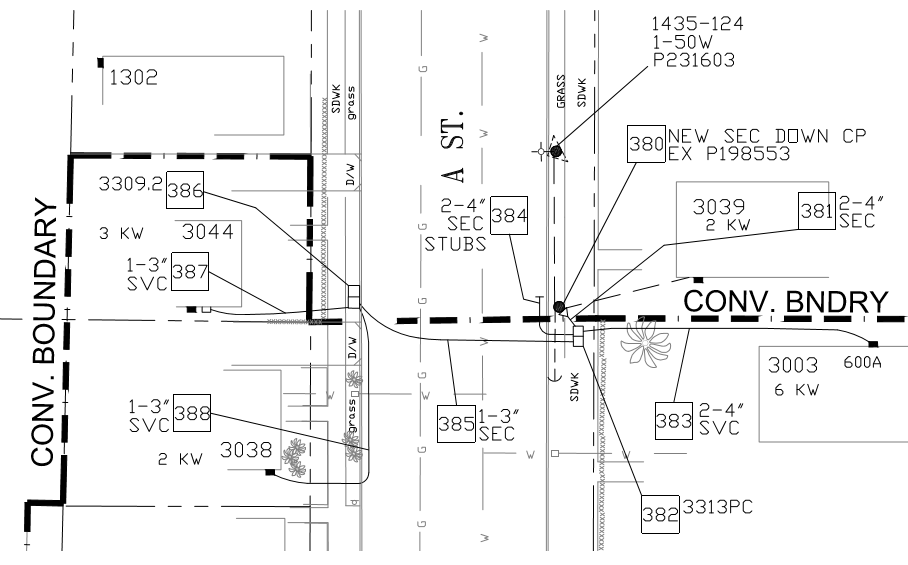 1435-124
1-50W
P231603
1302
SDWK
grass
GRASS
SDWK
G
W
A ST.
W
380
NEW SEC DOWN CP
EX P198553
D/W
3309.2
386
2-4"
SEC
STUBS
384
3039
2 KW
381
2-4"
SEC
3 KW
3044
G
W
1-3"
SVC
387
CONV. BOUNDARY
CONV. BNDRY
G
W
D/W
3003
6 KW
600A
SDWK
W
W
grass
1-3"
SVC
388
385
1-3"
SEC
383
2-4"
SVC
2 KW
3038
G
W
W
W
382
3313PC
G
W